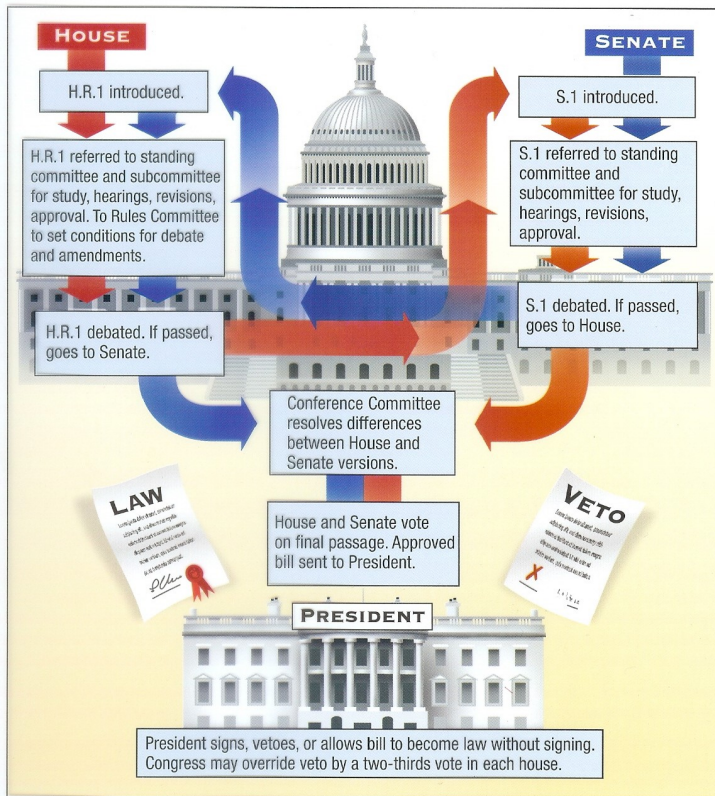 HOUSE
H.R.1 introduced.
H.R.1 referred to standing
committee and subcommittee
for study, hearings, revisions,
approval. To Rules Committee
to set conditions for debate
and amendments.
H.R.1 debated. If passed,
goes to Senate.
SENATE
S.1 introduced.
S.1 referred to standing
committee and
subcommittee for study,
hearings, revisions,
approval.
S.1 debated. If passed,
goes to House.
Conference Committee
resolves differences
between House and
Senate versions.
LAW
VETO
House and Senate vote
on final passage. Approved
bill sent to President.
PRESIDENT
President signs, vetoes, or allows bill to become law without signing.
Congress may override veto by a two-thirds vote in each house.